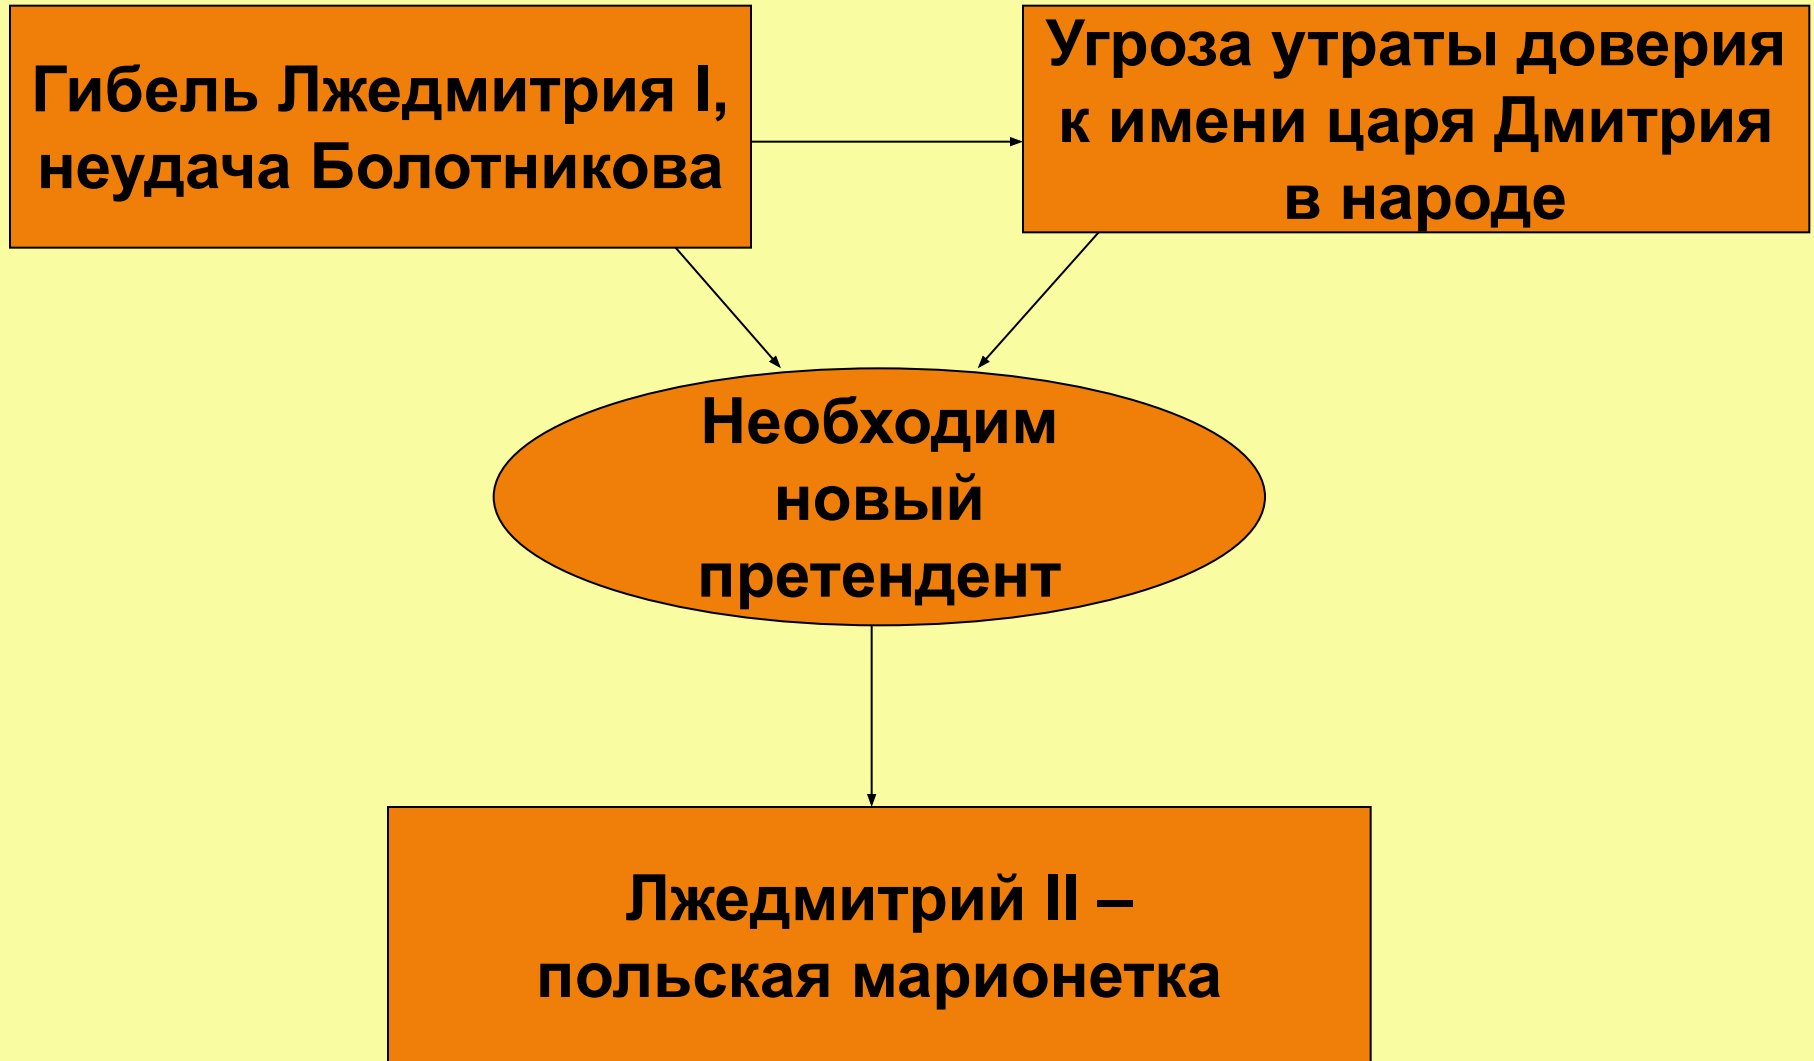 Гибель Лжедмитрия I,
неудача Болотникова
Угроза утраты доверия
к имени царя Дмитрия
в народе
Необходим
новый
претендент
Лжедмитрий II –
польская марионетка